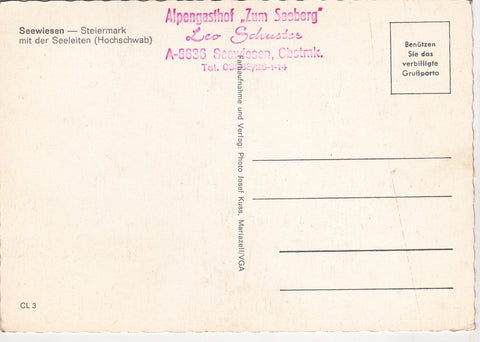 Seewiesen — Steiermark
mit der Seeleiten (Hochschwab)
Alpengasthof „Zum Seeberg"
Leo Schuster
A-8636 Seewiesen, Obstmk.
Tel.
Benützen
Sie das
verbilligte
Grußporto
Farbaufnahme und Verlag: Photo Josef Kuss, Mariazell/VGA
CL 3